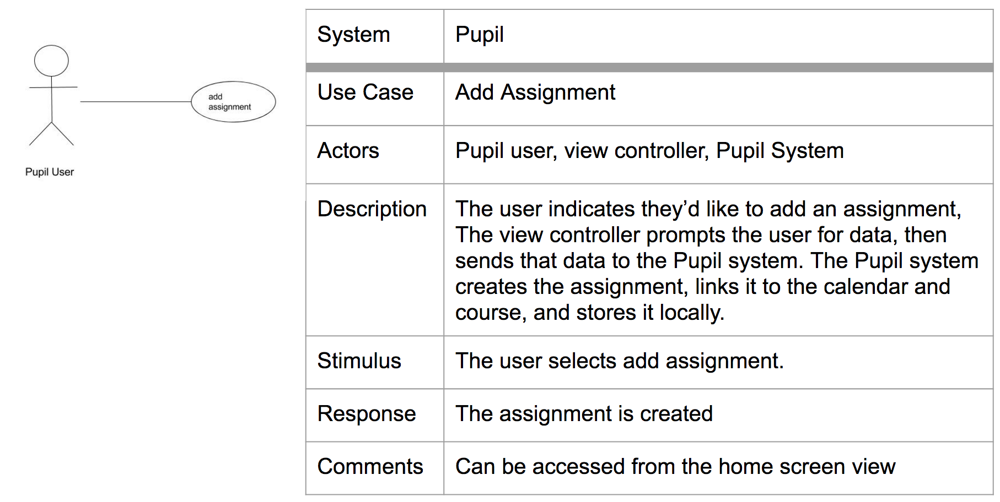 add
assignment
Pupil User
System
Pupil
Use Case
Add Assignment
Actors
Pupil user, view controller, Pupil System
Description
The user indicates they’d like to add an assignment,
The view controller prompts the user for data, then
sends that data to the Pupil system. The Pupil system
creates the assignment, links it to the calendar and
course, and stores it locally.
Stimulus
The user selects add assignment.
Response
The assignment is created
Comments
Can be accessed from the home screen view